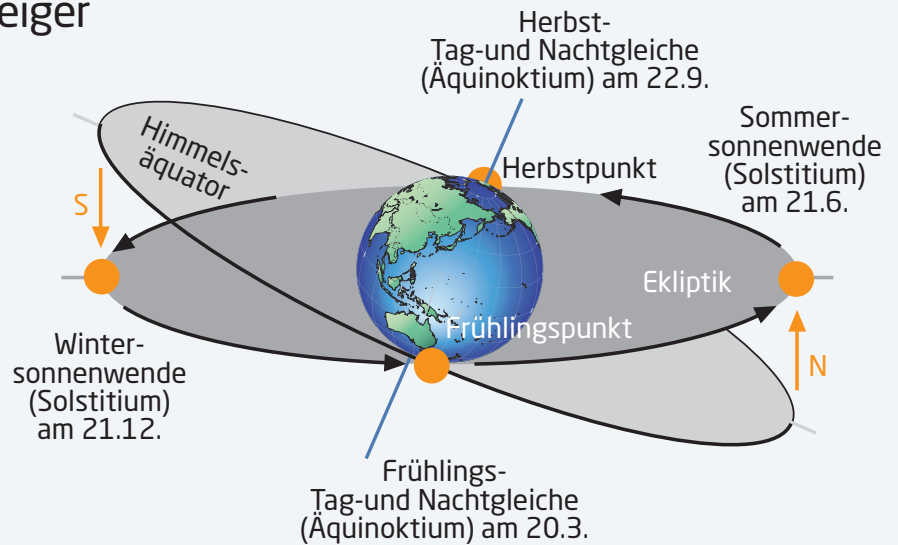 eiger
Herbst-
Tag-und Nachtgleiche
(Äquinoktium) am 22.9.
Sommer-
sonnenwende
(Solstitium)
am 21.6.
Himmels-
äquator
Herbstpunkt
S
Ekliptik
Frühlingspunkt
Winter-
sonnenwende
(Solstitium)
am 21.12.
N
Frühlings-
Tag-und Nachtgleiche
(Äquinoktium) am 20.3.